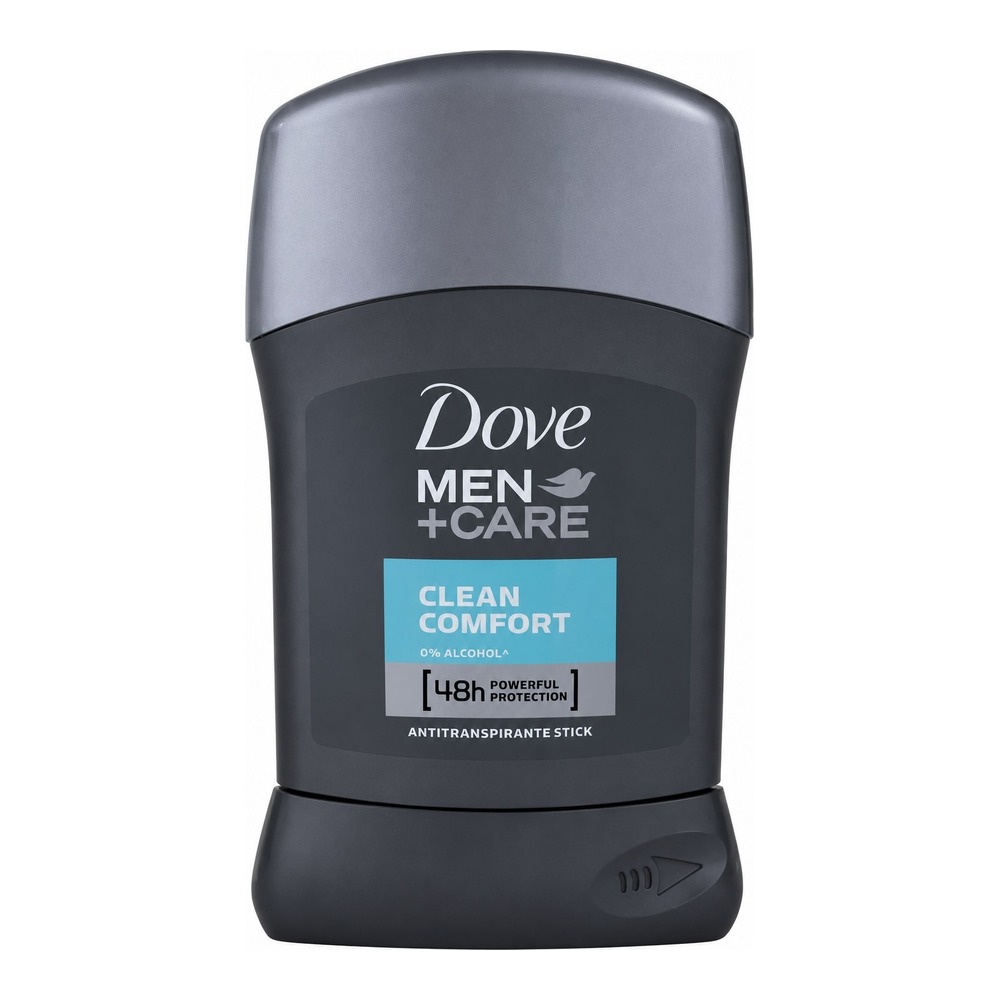 Dove
MEN
+CARE
CLEAN
COMFORT
0% ALCOHOL^
[48h POWERFUL
PROTECTION]
ANTITRANSPIRANTE STICK